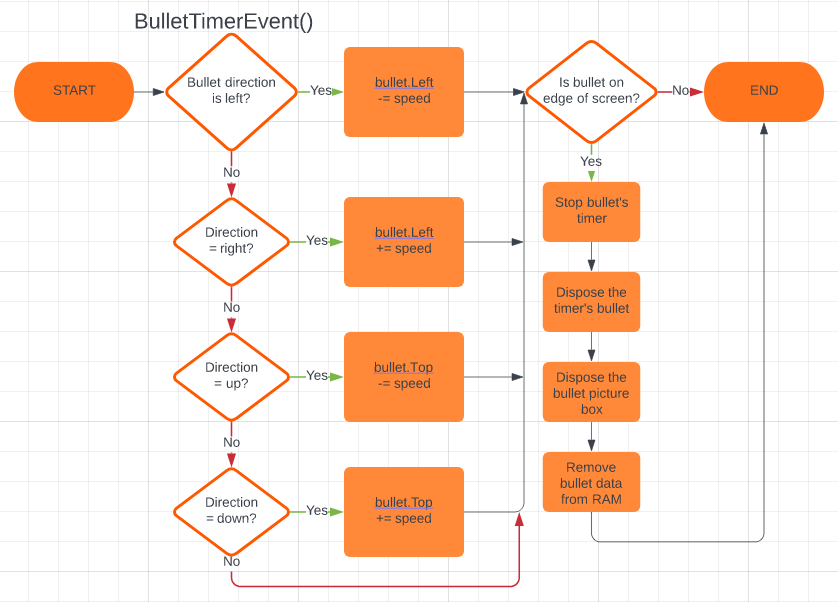 BulletTimerEvent()
START
Bullet direction
is left?
Yes
bullet.Left
-= speed
Is bullet on
edge of screen?
No
END
No
Yes
Stop bullet's
timer
Direction
= right?
Yes
bullet.Left
+= speed
No
Dispose the
timer's bullet
Direction
= up?
Yes
bullet.Top
-= speed
Dispose the
bullet picture
box
No
Remove
bullet data
from RAM
Direction
= down?
Yes
bullet.Top
+= speed
No